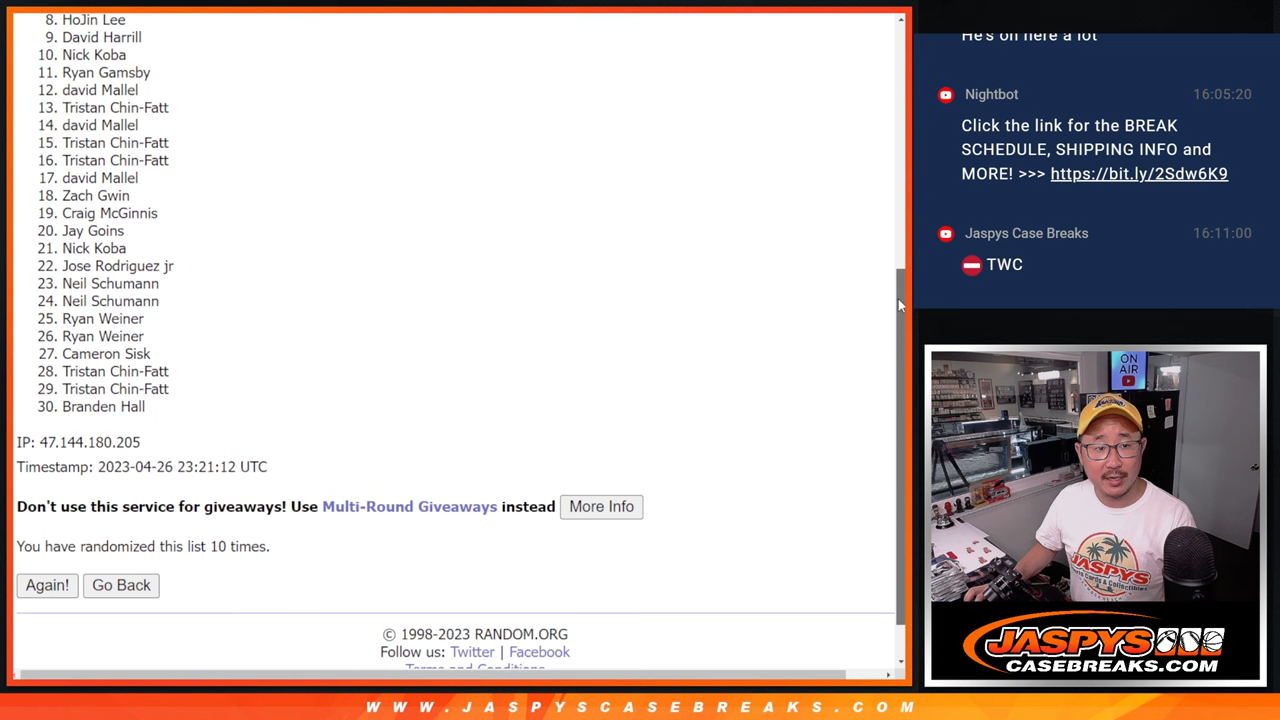 8. HoJin Lee
9. David Harrill
10. Nick Koba
11. Ryan Gamsby
12. david Mallel
13. Tristan Chin-Fatt
14. david Mallel
15. Tristan Chin-Fatt
16. Tristan Chin-Fatt
17. david Mallel
18. Zach Gwin
19. Craig McGinnis
20. Jay Goins
21. Nick Koba
22. Jose Rodriguez jr
23. Neil Schumann
24. Neil Schumann
25. Ryan Weiner
26. Ryan Weiner
27. Cameron Sisk
28. Tristan Chin-Fatt
29. Tristan Chin-Fatt
30. Branden Hall
IP: 47.144.180.205
Timestamp: 2023-04-26 23:21:12 UTC
Don't use this service for giveaways! Use Multi-Round Giveaways instead More Info
You have randomized this list 10 times.
Again! Go Back
© 1998-2023 RANDOM.ORG
Follow us: Twitter | Facebook
Terms and Conditions
He's on here a lot
Nightbot 16:05:20
Click the link for the BREAK
SCHEDULE, SHIPPING INFO and
MORE! >>> https://bit.ly/2Sdw6K9
Jaspys Case Breaks 16:11:00
TWC
ON
AIR
JASPYS
JASPYS
CASEBREAKS.COM
WWW.JASPYSCASEBREAKS.COM